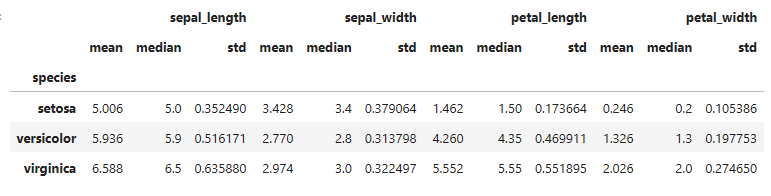 sepal_length sepal_width petal_length petal_width
mean median std mean median std mean median std mean median std
species
setosa 5.006 5.0 0.352490 3.428 3.4 0.379064 1.462 1.50 0.173664 0.246 0.2 0.105386
versicolor 5.936 5.9 0.516171 2.770 2.8 0.313798 4.260 4.35 0.469911 1.326 1.3 0.197753
virginica 6.588 6.5 0.635880 2.974 3.0 0.322497 5.552 5.55 0.551895 2.026 2.0 0.274650